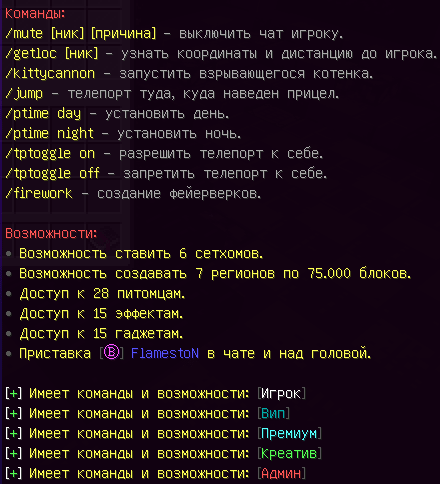 Команды:
/mute [ник] [причина] – выключить чат игроку.
/getloc [ник] – узнать координаты и дистанцию до игрока.
/kittycannon – запустить взрывающегося котенка.
/jump – телепорт туда, куда наведен прицел.
/ptime day – установить день.
/ptime night – установить ночь.
/tptoggle on – разрешить телепорт к себе.
/tptoggle off – запретить телепорт к себе.
/firework – создание фейерверков.
Возможности:
● Возможность ставить 6 сетхомов.
● Возможность создавать 7 регионов по 75.000 блоков.
● Доступ к 28 питомцам.
● Доступ к 15 эффектам.
● Доступ к 15 гаджетам.
● Приставка [Ⓑ] FlamestoN в чате и над головой.
[+] Имеет команды и возможности: [Игрок]
[+] Имеет команды и возможности: [Вип]
[+] Имеет команды и возможности: [Премиум]
[+] Имеет команды и возможности: [Креатив]
[+] Имеет команды и возможности: [Админ]